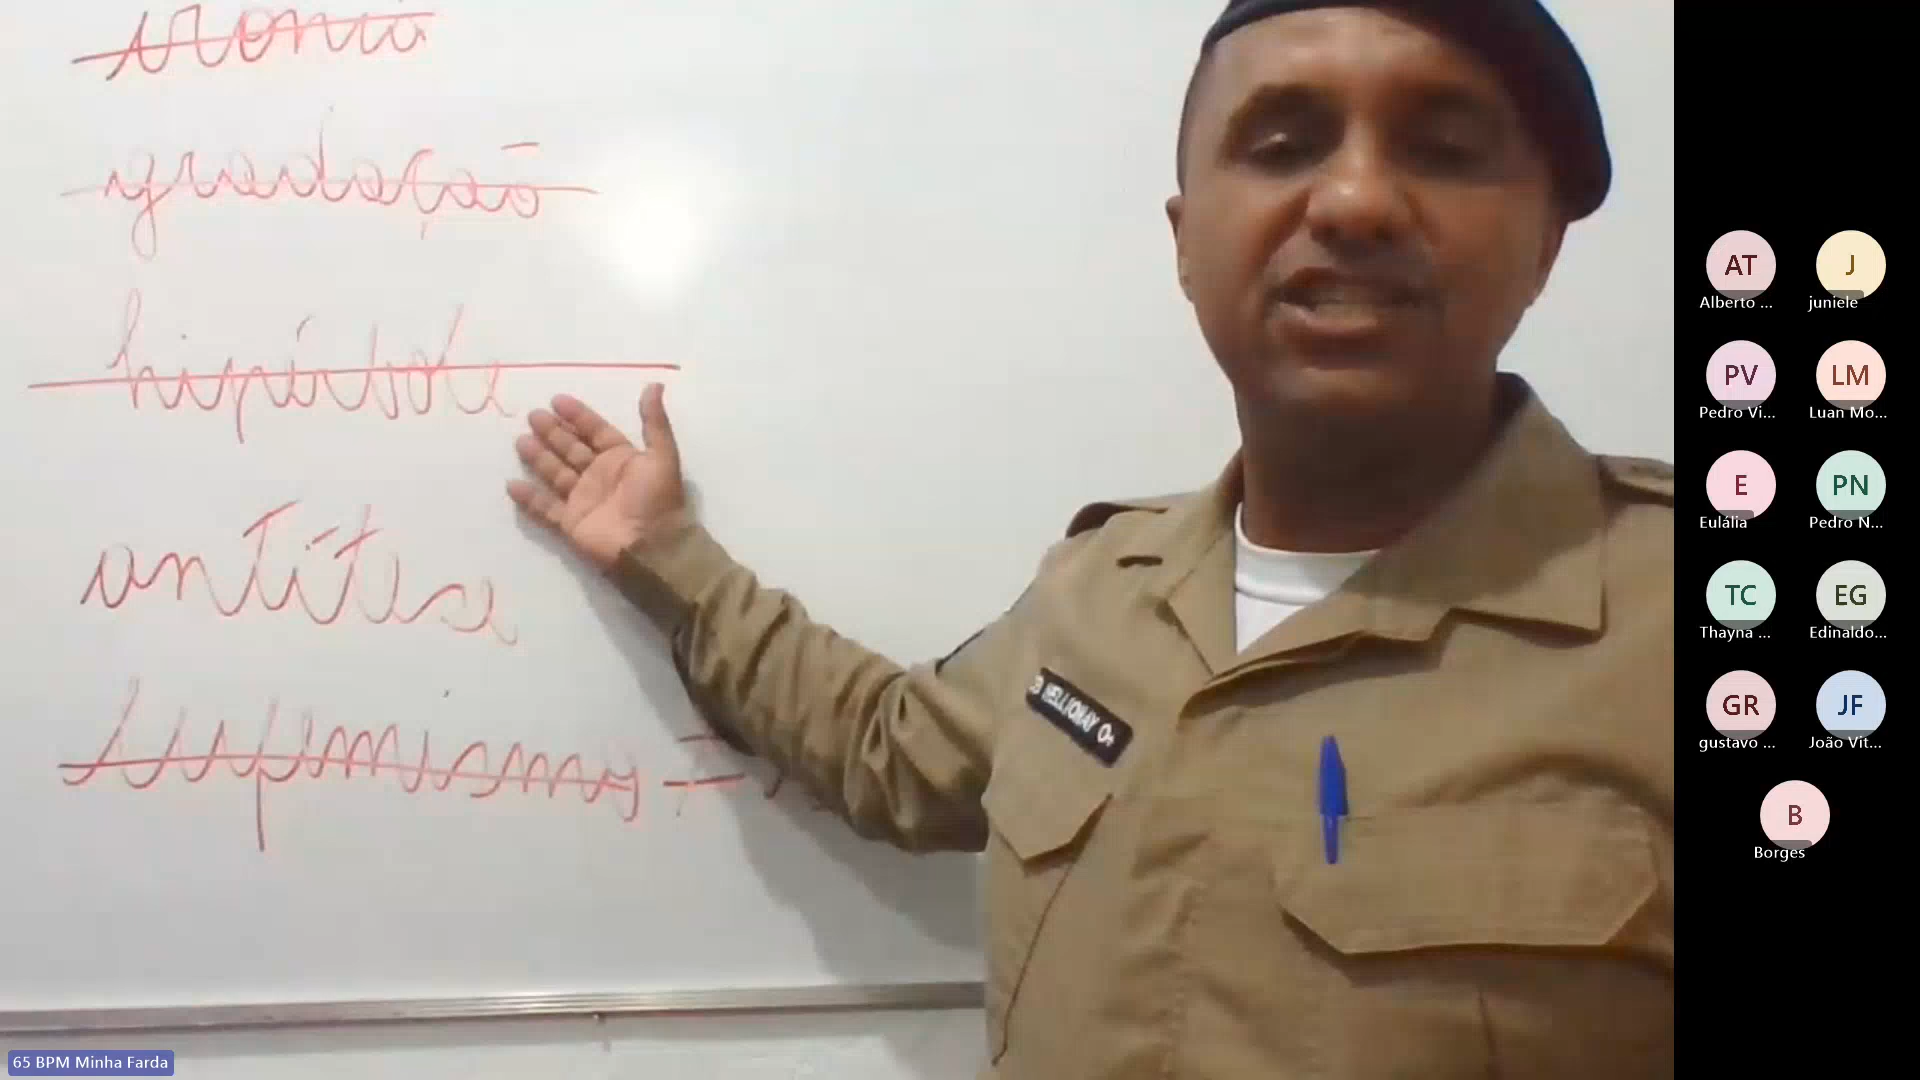 ironia
gradação
hipérbole
antítese
eufemismo =
WELLIGHAY O+
AT
Alberto ...
J
juniele
PV
Pedro Vi...
LM
Luan Mo...
E
Eulália
PN
Pedro N...
TC
Thayna ...
EG
Edinaldo...
GR
gustavo ...
JF
João Vit...
B
Borges
65 BPM Minha Farda